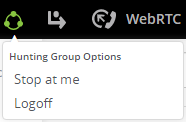 WebRTC
Hunting Group Options
Stop at me
Logoff